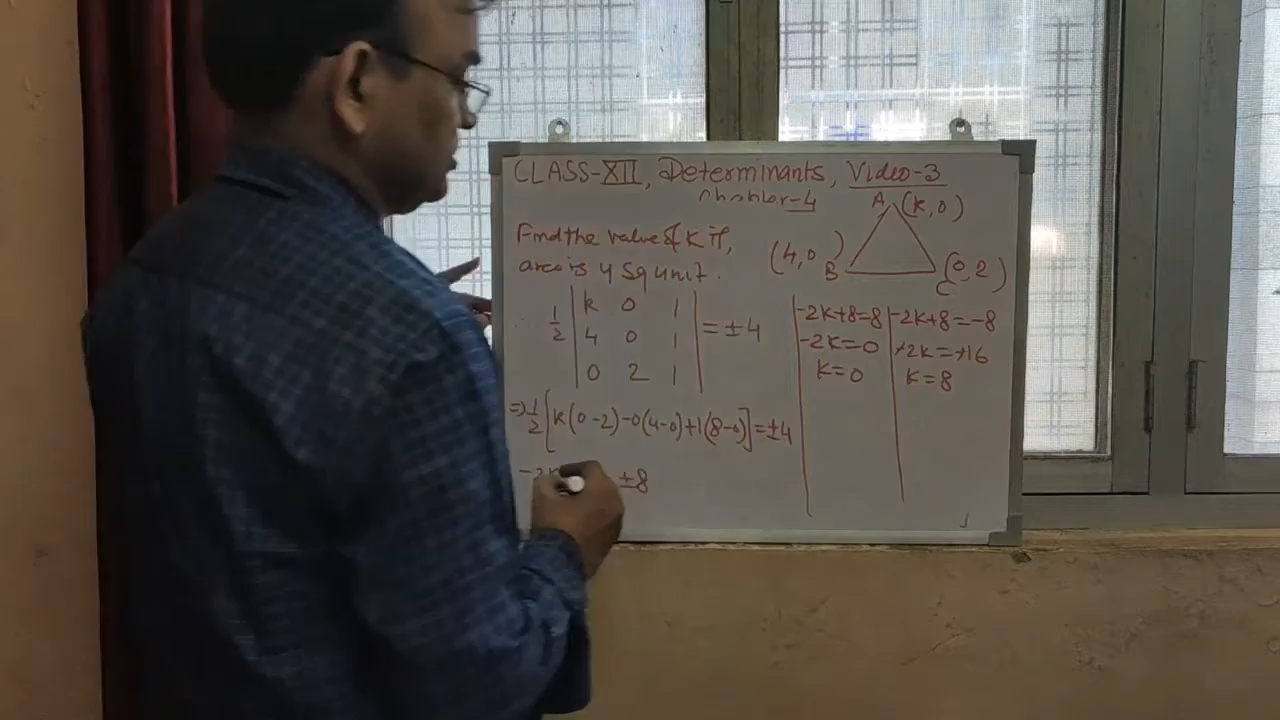 CLASS-XII, Determinants, Video-3
Chapter-4
A (K, 0)
Find the value of K if,
area is 4 sq unit.
(4, 0) B
C (0, 2)
1/2 | K 0 1 |
| 4 0 1 | = ±4
| 0 2 1 |
⇒ 1/2 [K(0-2)-0(4-0)+1(8-0)] = ±4
-2K ±8
-2K+8=8
-2K=0
K=0
-2K+8=-8
-2K=-16
K=8